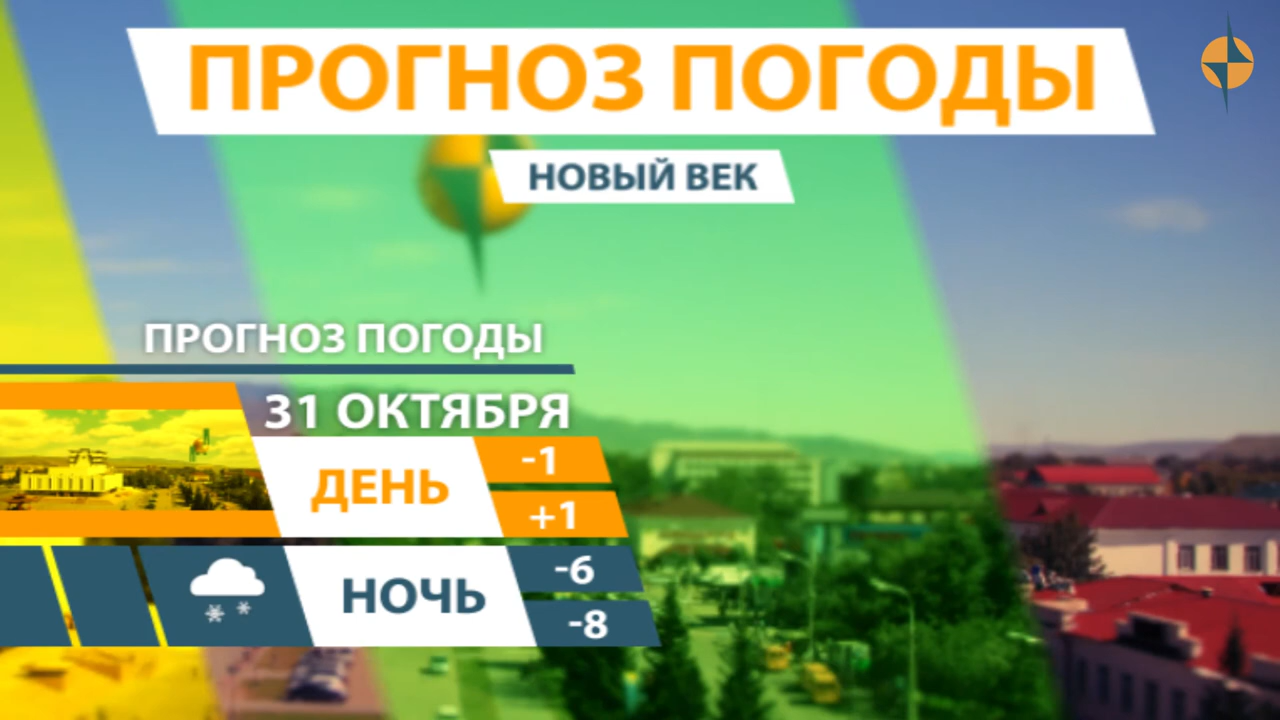 ПРОГНОЗ ПОГОДЫ
НОВЫЙ ВЕК
ПРОГНОЗ ПОГОДЫ
31 ОКТЯБРЯ
ДЕНЬ
-1
+1
НОЧЬ
-6
-8